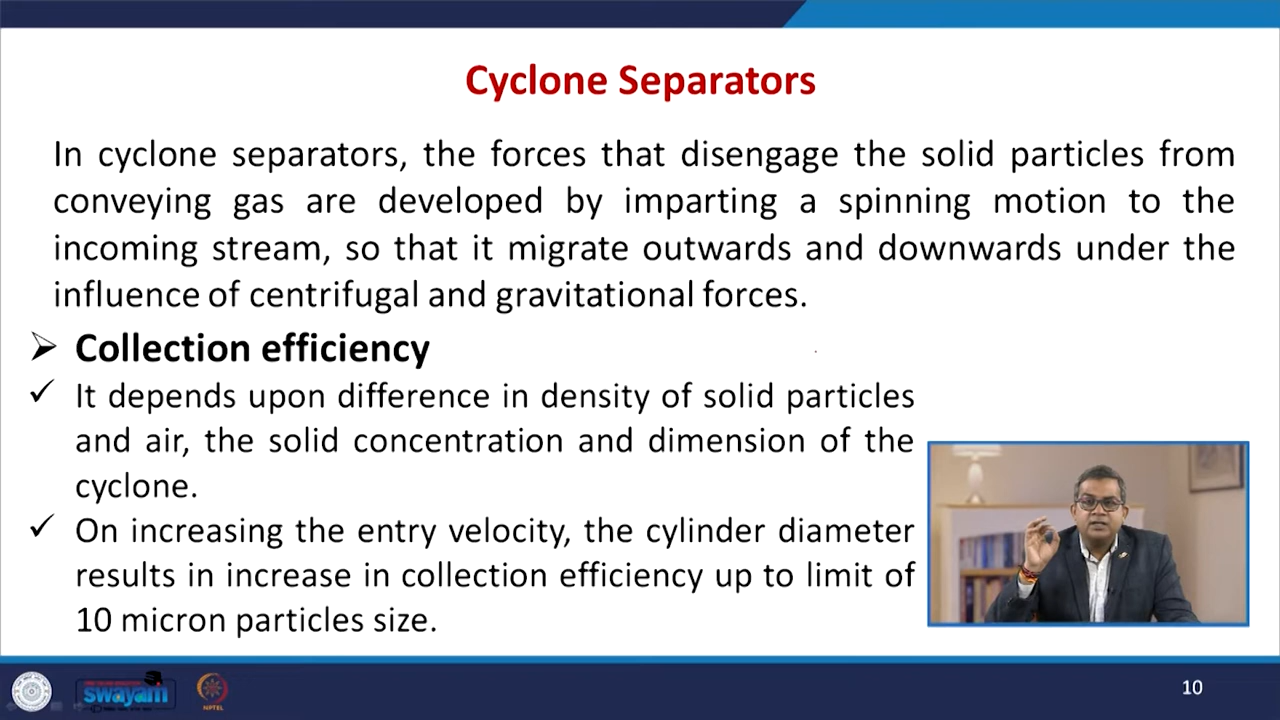 Cyclone Separators
In cyclone separators, the forces that disengage the solid particles from
conveying gas are developed by imparting a spinning motion to the
incoming stream, so that it migrate outwards and downwards under the
influence of centrifugal and gravitational forces.
➢ Collection efficiency
✓ It depends upon difference in density of solid particles
and air, the solid concentration and dimension of the
cyclone.
✓ On increasing the entry velocity, the cylinder diameter
results in increase in collection efficiency up to limit of
10 micron particles size.
swayam
NPTEL
10